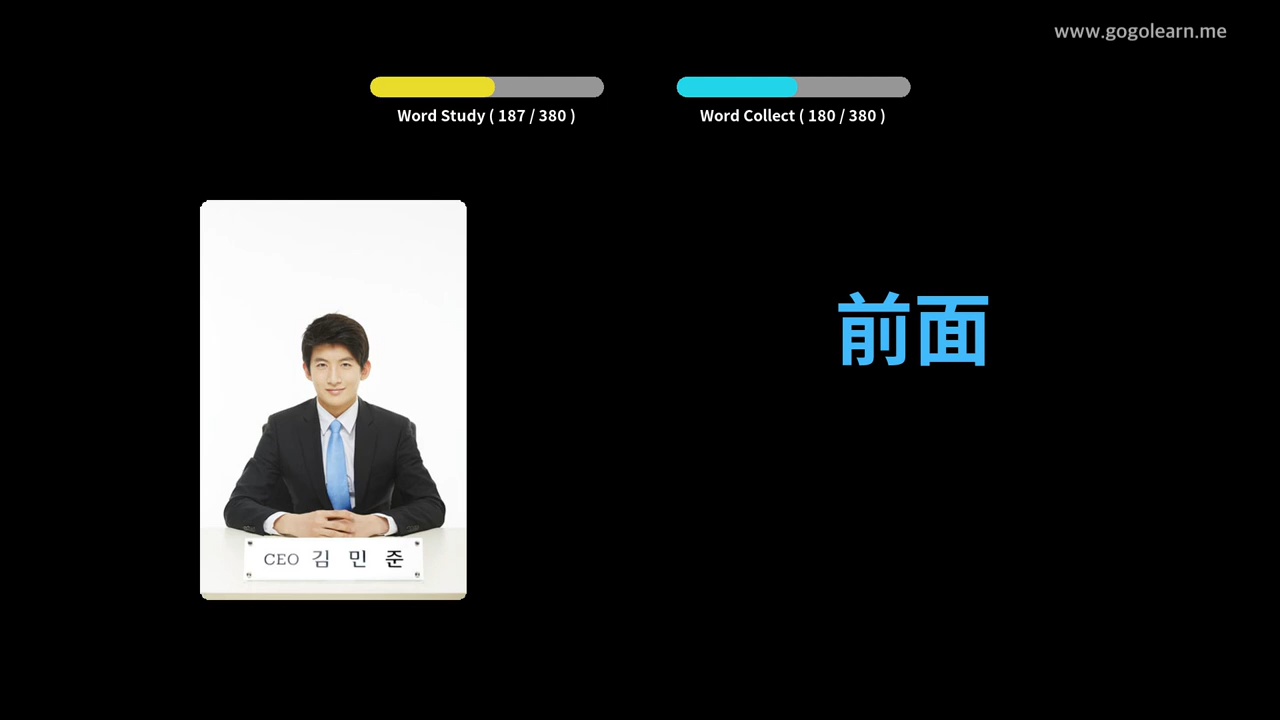 www.gogolearn.me
Word Study ( 187 / 380 )
Word Collect ( 180 / 380 )
前面
CEO 김 민 준